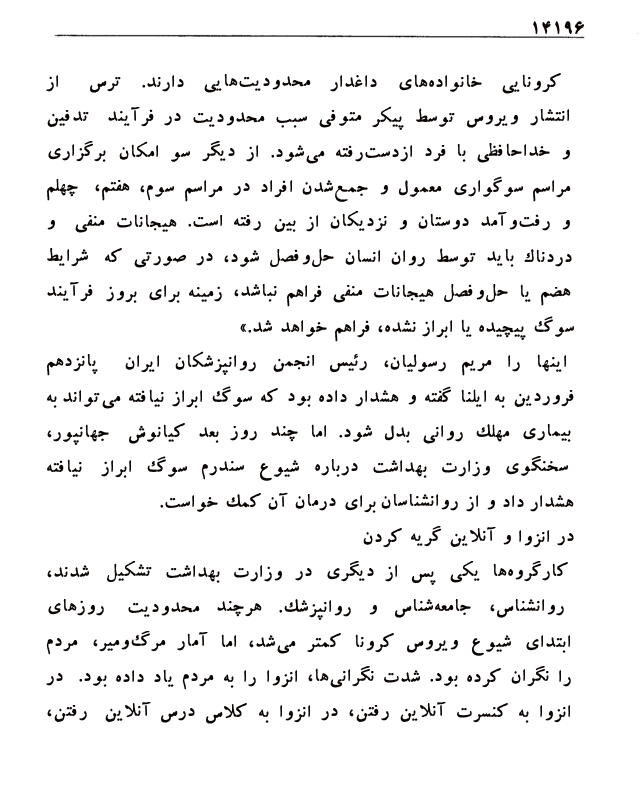 ۱۴۱۹۶
کرونایی خانواده‌های داغدار محدودیت‌هایی دارند. ترس از
انتشار ویروس توسط پیکر متوفی سبب محدودیت در فرآیند تدفین
و خداحافظی با فرد ازدست‌رفته می‌شود. از دیگر سو امکان برگزاری
مراسم سوگواری معمول و جمع‌شدن افراد در مراسم سوم، هفتم، چهلم
و رفت‌وآمد دوستان و نزدیکان از بین رفته است. هیجانات منفی و
دردناك باید توسط روان انسان حل‌وفصل شود، در صورتی که شرایط
هضم یا حل‌وفصل هیجانات منفی فراهم نباشد، زمینه برای بروز فرآیند
سوگ پیچیده یا ابراز نشده، فراهم خواهد شد.»
اینها را مریم رسولیان، رئیس انجمن روانپزشکان ایران پانزدهم
فروردین به ایلنا گفته و هشدار داده بود که سوگ ابراز نیافته می‌تواند به
بیماری مهلك روانی بدل شود. اما چند روز بعد کیانوش جهانپور،
سخنگوی وزارت بهداشت درباره شیوع سندرم سوگ ابراز نیافته
هشدار داد و از روانشناسان برای درمان آن کمك خواست.
در انزوا و آنلاین گریه کردن
کارگروه‌ها یکی پس از دیگری در وزارت بهداشت تشکیل شدند،
روانشناس، جامعه‌شناس و روانپزشك. هرچند محدودیت روزهای
ابتدای شیوع ویروس کرونا کمتر می‌شد، اما آمار مرگ‌ومیر، مردم
را نگران کرده بود. شدت نگرانی‌ها، انزوا را به مردم یاد داده بود. در
انزوا به کنسرت آنلاین رفتن، در انزوا به کلاس درس آنلاین رفتن،